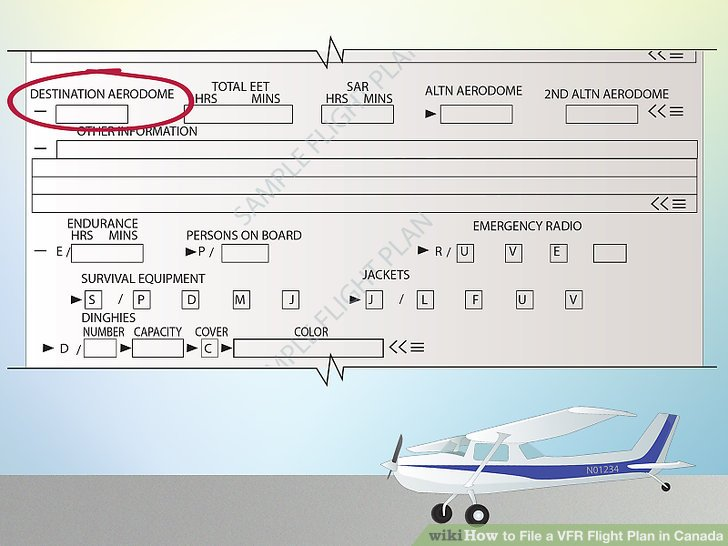 DESTINATION AERODOME TOTAL EET SAR ALTN AERODOME 2ND ALTN AERODOME
HRS MINS HRS MINS
OTHER INFORMATION
SAMPLE FLIGHT PLAN
ENDURANCE EMERGENCY RADIO
HRS MINS PERSONS ON BOARD
E / P / R / U V E
SAMPLE FLIGHT PLAN
SURVIVAL EQUIPMENT JACKETS
S / P D M J J / L F U V
DINGHIES
NUMBER CAPACITY COVER COLOR
D / C
N01234
wikiHow to File a VFR Flight Plan in Canada